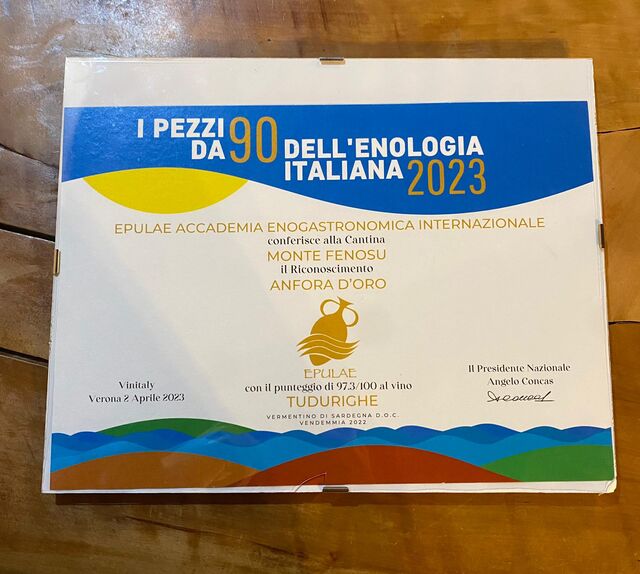 I PEZZI
DA 90 DELL'ENOLOGIA
ITALIANA 2023
EPULAE ACCADEMIA ENOGASTRONOMICA INTERNAZIONALE
conferisce alla Cantina
MONTE FENOSU
il Riconoscimento
ANFORA D'ORO
EPULAE
con il punteggio di 97.3/100 al vino
TUDURIGHE
VERMENTINO DI SARDEGNA D.O.C.
VENDEMMIA 2022
Vinitaly
Verona 2 Aprile 2023
Il Presidente Nazionale
Angelo Concas